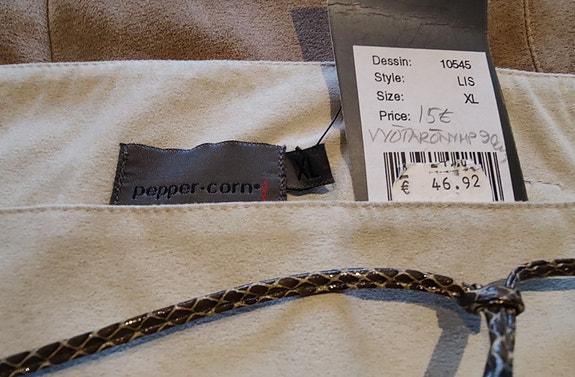 Dessin: 10545
Style: LIS
Size: XL
Price: 15€
€ 46.92
pepper-corn
XL